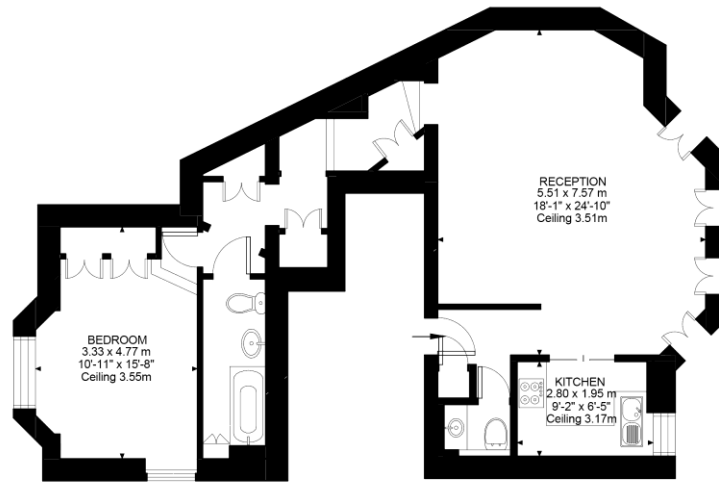 RECEPTION
5.51 x 7.57 m
18'-1" x 24'-10"
Ceiling 3.51m
BEDROOM
3.33 x 4.77 m
10'-11" x 15'-8"
Ceiling 3.55m
KITCHEN
2.80 x 1.95 m
9'-2" x 6'-5"
Ceiling 3.17m